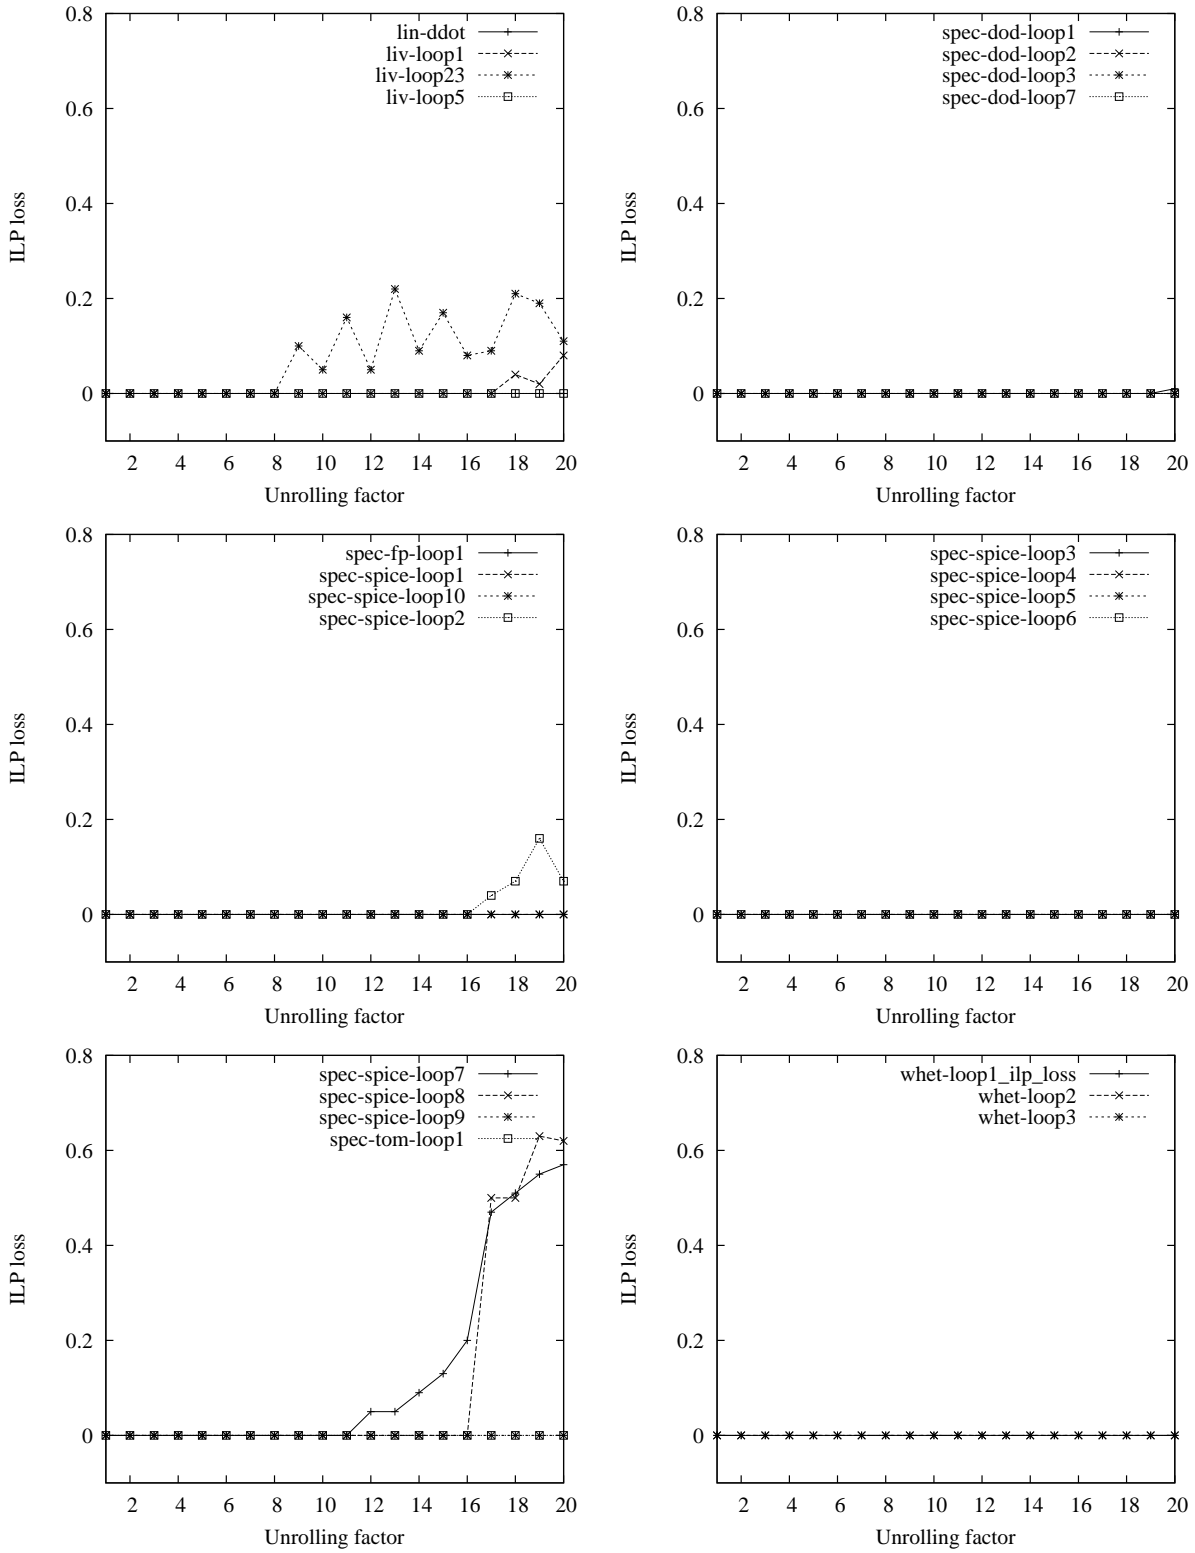 0.8
lin-ddot
liv-loop1
liv-loop23
liv-loop5
0.6
0.4
0.2
0
ILP loss
2 4 6 8 10 12 14 16 18 20
Unrolling factor
0.8
spec-dod-loop1
spec-dod-loop2
spec-dod-loop3
spec-dod-loop7
0.6
0.4
0.2
0
ILP loss
2 4 6 8 10 12 14 16 18 20
Unrolling factor
0.8
spec-fp-loop1
spec-spice-loop1
spec-spice-loop10
spec-spice-loop2
0.6
0.4
0.2
0
ILP loss
2 4 6 8 10 12 14 16 18 20
Unrolling factor
0.8
spec-spice-loop3
spec-spice-loop4
spec-spice-loop5
spec-spice-loop6
0.6
0.4
0.2
0
ILP loss
2 4 6 8 10 12 14 16 18 20
Unrolling factor
0.8
spec-spice-loop7
spec-spice-loop8
spec-spice-loop9
spec-tom-loop1
0.6
0.4
0.2
0
ILP loss
2 4 6 8 10 12 14 16 18 20
Unrolling factor
0.8
whet-loop1_ilp_loss
whet-loop2
whet-loop3
0.6
0.4
0.2
0
ILP loss
2 4 6 8 10 12 14 16 18 20
Unrolling factor